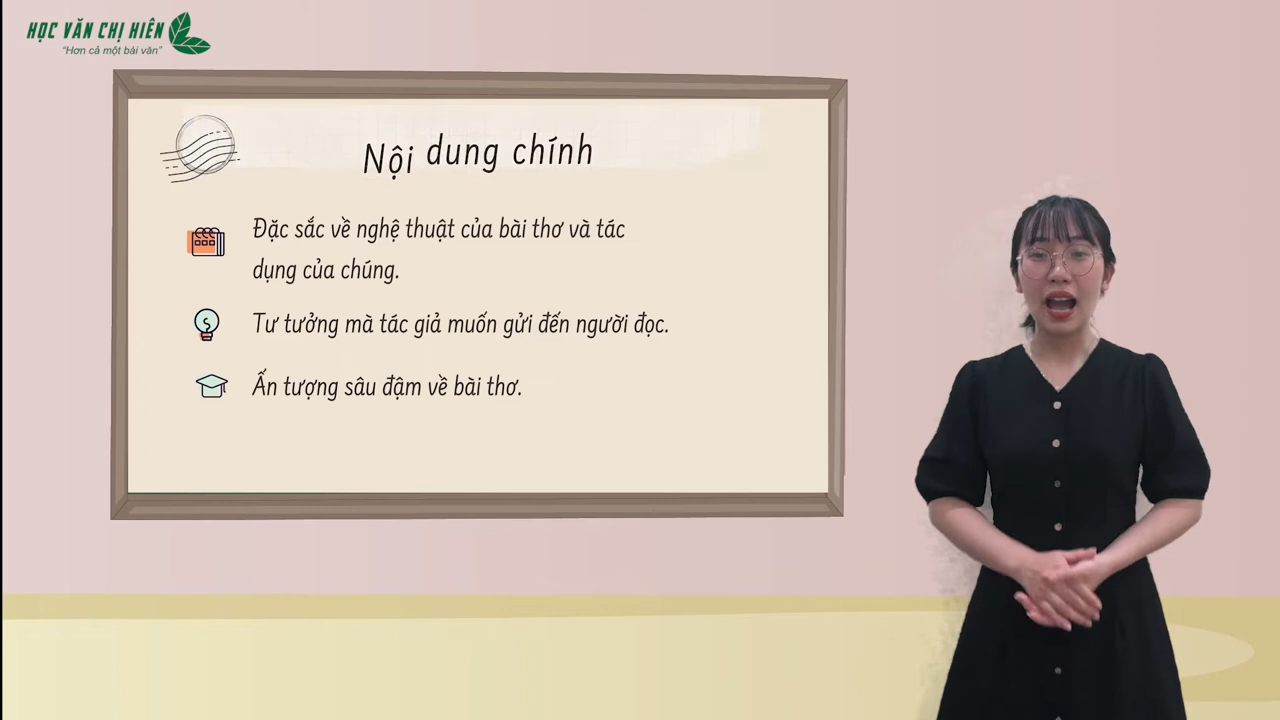 HỌC VĂN CHỊ HIÊN
“Hơn cả một bài văn”
Nội dung chính
Đặc sắc về nghệ thuật của bài thơ và tác
dụng của chúng.
Tư tưởng mà tác giả muốn gửi đến người đọc.
Ấn tượng sâu đậm về bài thơ.